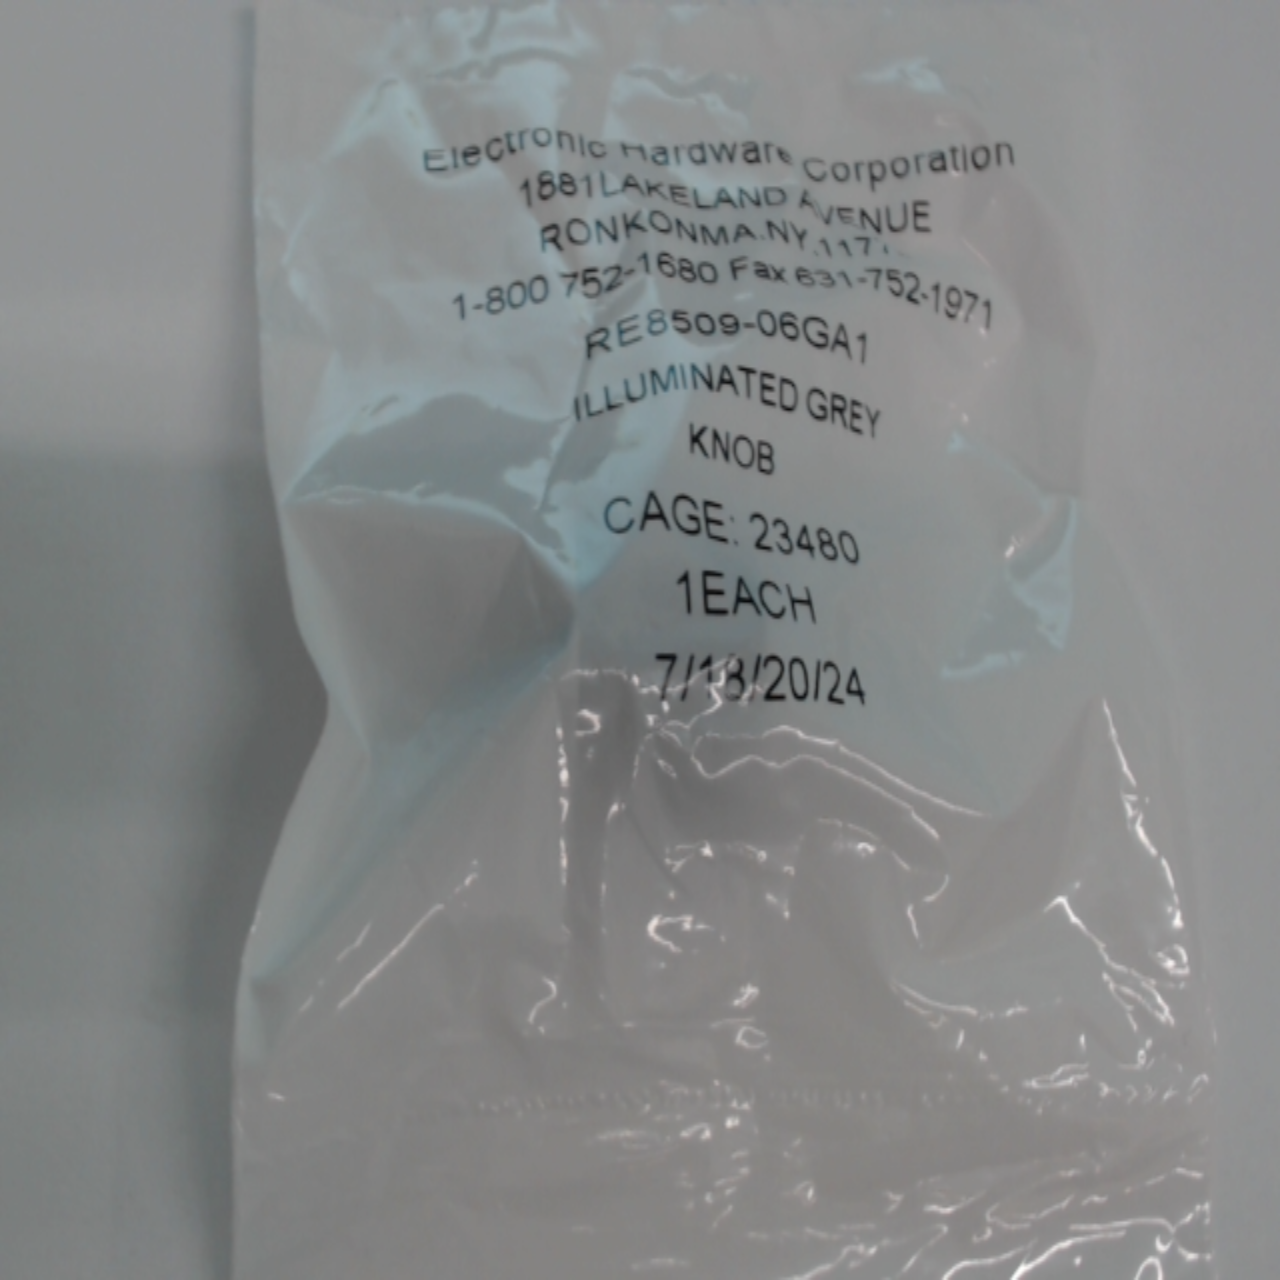 Electronic Hardware Corporation
1881 LAKELAND AVENUE
RONKONMA.NY.
1-800 752-1680 Fax 631-752-1971
RE8509-06GA1
ILLUMINATED GREY
KNOB
CAGE: 23480
1EACH
7/18/20/24